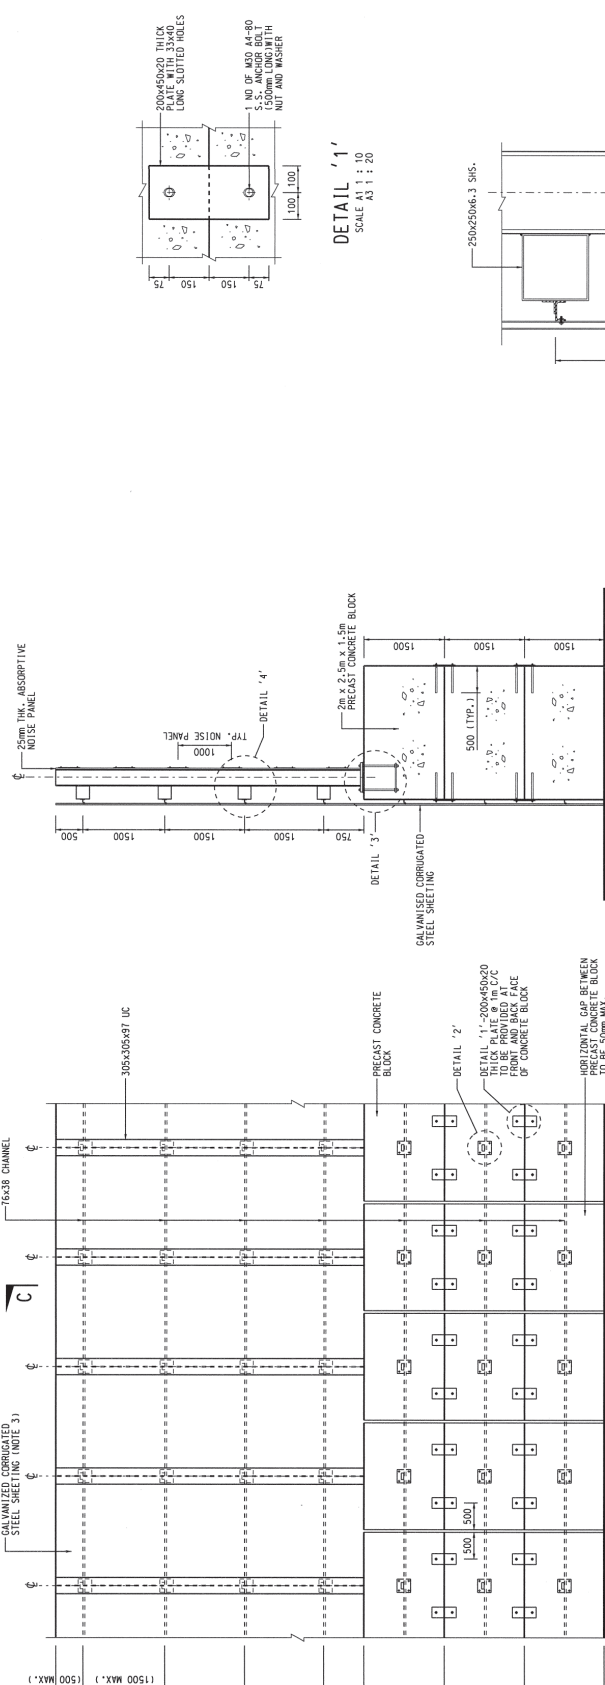 200x450x20 THICK
PLATE WITH 33x40
LONG SLOTTED HOLES
1 NO OF M30 A4-80
S.S. ANCHOR BOLT
(500mm LONG)WITH
NUT AND WASHER
100
100
75
150
150
75
DETAIL '1'
SCALE A1 1 : 10
A3 1 : 20
250x250x6.3 SHS.
25mm THK. ABSORPTIVE
NOISE PANEL
1000
TYP. NOISE PANEL
DETAIL '4'
2m x 2.5m x 1.5m
PRECAST CONCRETE BLOCK
500
1500
1500
1500
750
1500
1500
1500
500 (TYP.)
DETAIL '3'
GALVANISED CORRUGATED
STEEL SHEETING
76x38 CHANNEL
305x305x97 UC
PRECAST CONCRETE
BLOCK
DETAIL '2'
DETAIL '1'-200x450x20
THICK PLATE @ 1m C/C
TO BE PROVIDED AT
FRONT AND BACK FACE
OF CONCRETE BLOCK
HORIZONTAL GAP BETWEEN
PRECAST CONCRETE BLOCK
TO BE 50mm MAX
C
GALVANIZED CORRUGATED
STEEL SHEETING (NOTE 3)
500
500
500
(MAX.)
1500
(MAX.)